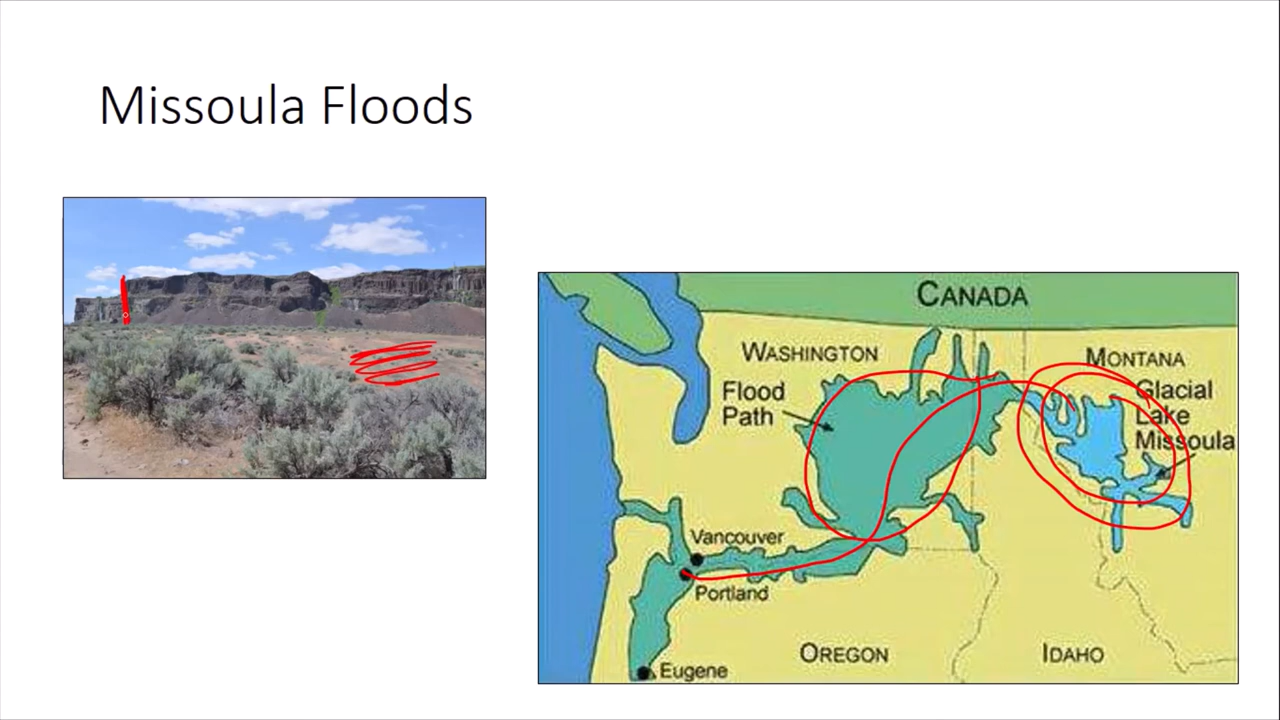 Missoula Floods
CANADA
WASHINGTON
MONTANA
Flood
Path
Glacial
Lake
Missoula
Vancouver
Portland
OREGON
IDAHO
Eugene